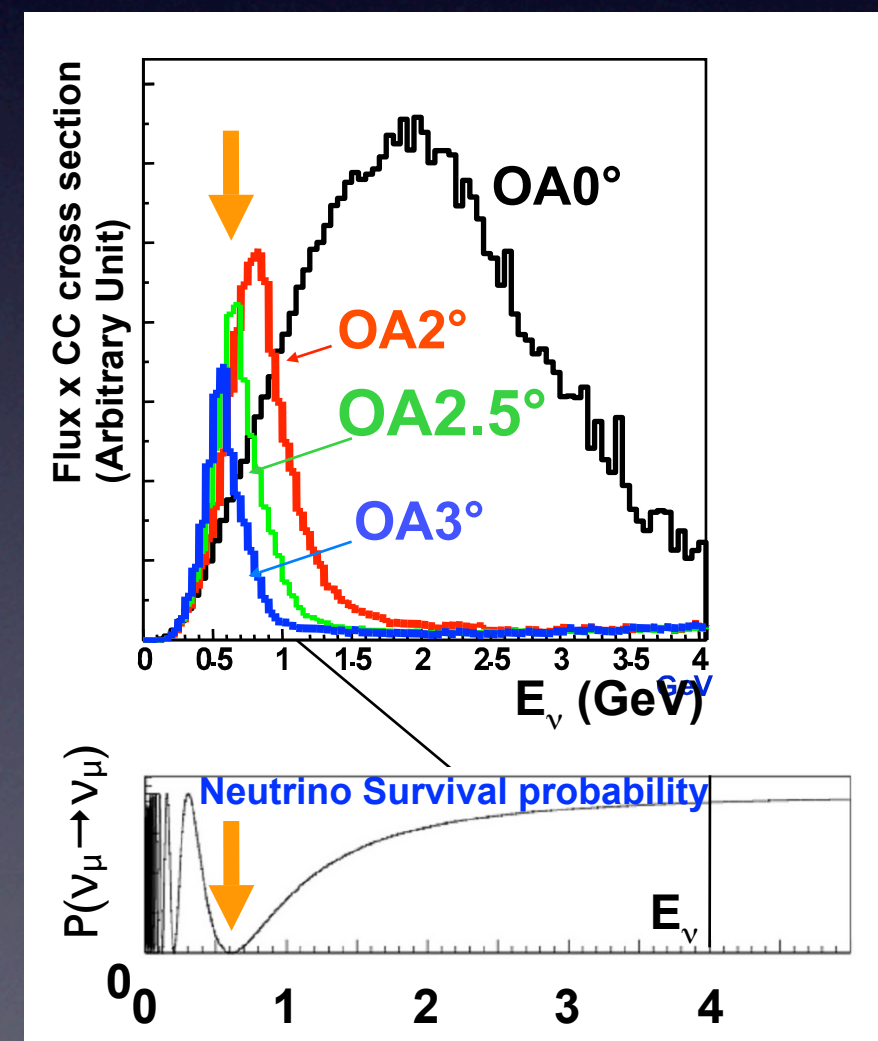 Flux x CC cross section
(Arbitrary Unit)
OA0°
OA2°
OA2.5°
OA3°
0 0.5 1 1.5 2 2.5 3 3.5 4
GeV
Eν (GeV)
P(νμ→νμ)
Neutrino Survival probability
Eν
0
0 1 2 3 4